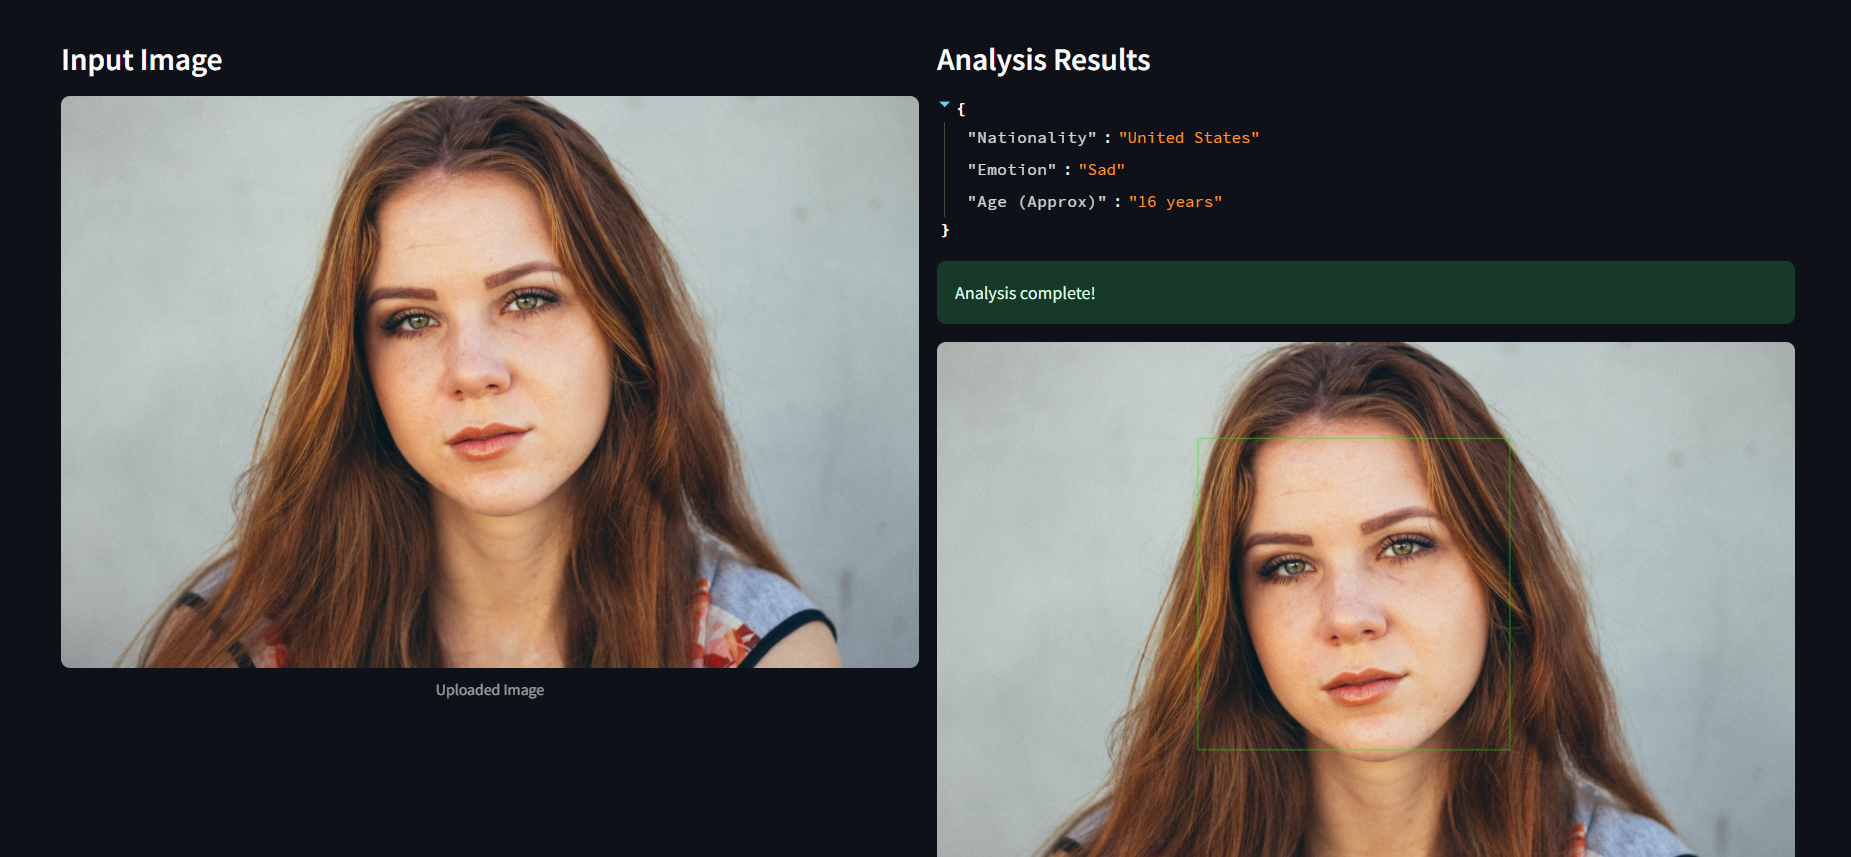 Input Image
Uploaded Image
Analysis Results
{
"Nationality" : "United States"
"Emotion" : "Sad"
"Age (Approx)" : "16 years"
}
Analysis complete!